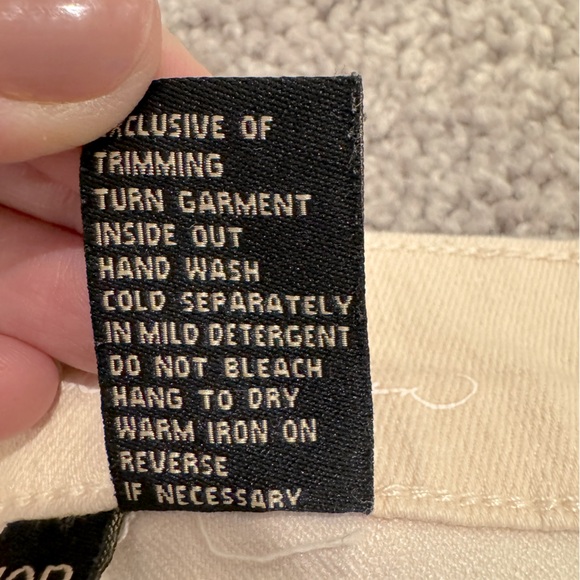 EXCLUSIVE OF
TRIMMING
TURN GARMENT
INSIDE OUT
HAND WASH
COLD SEPARATELY
IN MILD DETERGENT
DO NOT BLEACH
HANG TO DRY
WARM IRON ON
REVERSE
IF NECESSARY